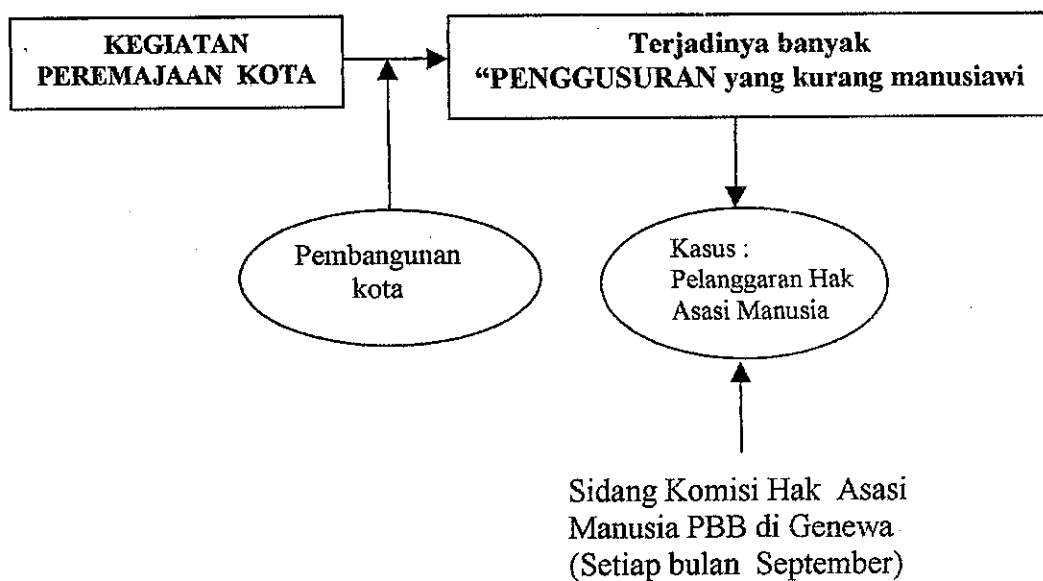 KEGIATAN
PEREMAJAAN KOTA
Terjadinya banyak
“PENGGUSURAN yang kurang manusiawi
Pembangunan
kota
Kasus :
Pelanggaran Hak
Asasi Manusia
Sidang Komisi Hak Asasi
Manusia PBB di Genewa
(Setiap bulan September)